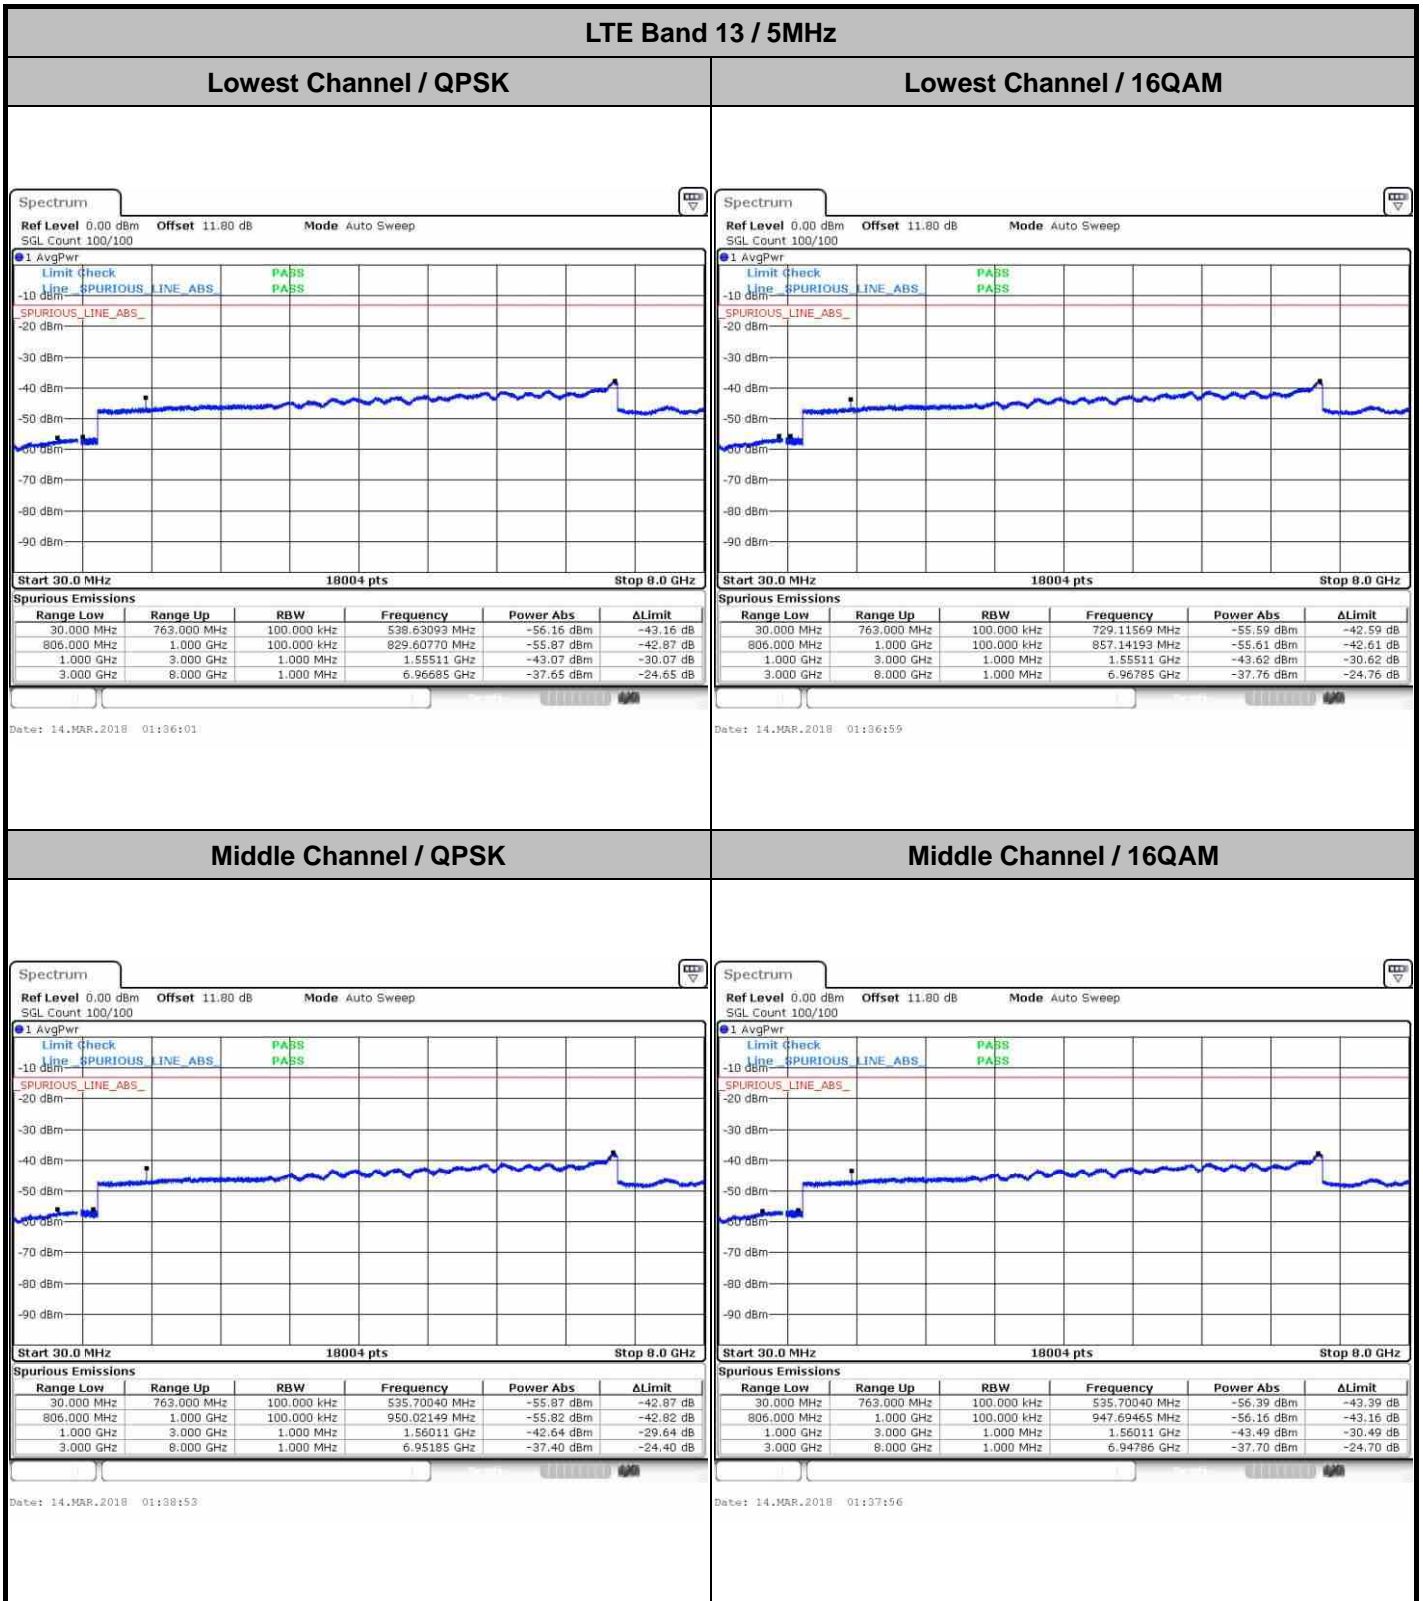 LTE Band 13 / 5MHz
Lowest Channel / QPSK
Lowest Channel / 16QAM
Spectrum
Ref Level 0.00 dBm Offset 11.80 dB Mode Auto Sweep
SGL Count 100/100
1 AvgPwr
Limit Check PASS
Line _SPURIOUS_LINE_ABS_ PASS
-10 dBm
_SPURIOUS_LINE_ABS_
-20 dBm
-30 dBm
-40 dBm
-50 dBm
-60 dBm
-70 dBm
-80 dBm
-90 dBm
Start 30.0 MHz 18004 pts Stop 8.0 GHz
Spurious Emissions
Range Low Range Up RBW Frequency Power Abs ΔLimit
30.000 MHz 763.000 MHz 100.000 kHz 538.63093 MHz -56.16 dBm -43.16 dB
806.000 MHz 1.000 GHz 100.000 kHz 829.60770 MHz -55.87 dBm -42.87 dB
1.000 GHz 3.000 GHz 1.000 MHz 1.55511 GHz -43.07 dBm -30.07 dB
3.000 GHz 8.000 GHz 1.000 MHz 6.96685 GHz -37.65 dBm -24.65 dB
Date: 14.MAR.2018 01:36:01
Spectrum
Ref Level 0.00 dBm Offset 11.80 dB Mode Auto Sweep
SGL Count 100/100
1 AvgPwr
Limit Check PASS
Line _SPURIOUS_LINE_ABS_ PASS
-10 dBm
_SPURIOUS_LINE_ABS_
-20 dBm
-30 dBm
-40 dBm
-50 dBm
-60 dBm
-70 dBm
-80 dBm
-90 dBm
Start 30.0 MHz 18004 pts Stop 8.0 GHz
Spurious Emissions
Range Low Range Up RBW Frequency Power Abs ΔLimit
30.000 MHz 763.000 MHz 100.000 kHz 729.11569 MHz -55.59 dBm -42.59 dB
806.000 MHz 1.000 GHz 100.000 kHz 857.14193 MHz -55.61 dBm -42.61 dB
1.000 GHz 3.000 GHz 1.000 MHz 1.55511 GHz -43.62 dBm -30.62 dB
3.000 GHz 8.000 GHz 1.000 MHz 6.96785 GHz -37.76 dBm -24.76 dB
Date: 14.MAR.2018 01:36:59
Middle Channel / QPSK
Middle Channel / 16QAM
Spectrum
Ref Level 0.00 dBm Offset 11.80 dB Mode Auto Sweep
SGL Count 100/100
1 AvgPwr
Limit Check PASS
Line _SPURIOUS_LINE_ABS_ PASS
-10 dBm
_SPURIOUS_LINE_ABS_
-20 dBm
-30 dBm
-40 dBm
-50 dBm
-60 dBm
-70 dBm
-80 dBm
-90 dBm
Start 30.0 MHz 18004 pts Stop 8.0 GHz
Spurious Emissions
Range Low Range Up RBW Frequency Power Abs ΔLimit
30.000 MHz 763.000 MHz 100.000 kHz 535.70040 MHz -55.87 dBm -42.87 dB
806.000 MHz 1.000 GHz 100.000 kHz 950.02149 MHz -55.82 dBm -42.82 dB
1.000 GHz 3.000 GHz 1.000 MHz 1.56011 GHz -42.64 dBm -29.64 dB
3.000 GHz 8.000 GHz 1.000 MHz 6.95185 GHz -37.40 dBm -24.40 dB
Date: 14.MAR.2018 01:38:53
Spectrum
Ref Level 0.00 dBm Offset 11.80 dB Mode Auto Sweep
SGL Count 100/100
1 AvgPwr
Limit Check PASS
Line _SPURIOUS_LINE_ABS_ PASS
-10 dBm
_SPURIOUS_LINE_ABS_
-20 dBm
-30 dBm
-40 dBm
-50 dBm
-60 dBm
-70 dBm
-80 dBm
-90 dBm
Start 30.0 MHz 18004 pts Stop 8.0 GHz
Spurious Emissions
Range Low Range Up RBW Frequency Power Abs ΔLimit
30.000 MHz 763.000 MHz 100.000 kHz 535.70040 MHz -56.39 dBm -43.39 dB
806.000 MHz 1.000 GHz 100.000 kHz 947.69465 MHz -56.16 dBm -43.16 dB
1.000 GHz 3.000 GHz 1.000 MHz 1.56011 GHz -43.49 dBm -30.49 dB
3.000 GHz 8.000 GHz 1.000 MHz 6.94786 GHz -37.70 dBm -24.70 dB
Date: 14.MAR.2018 01:37:56